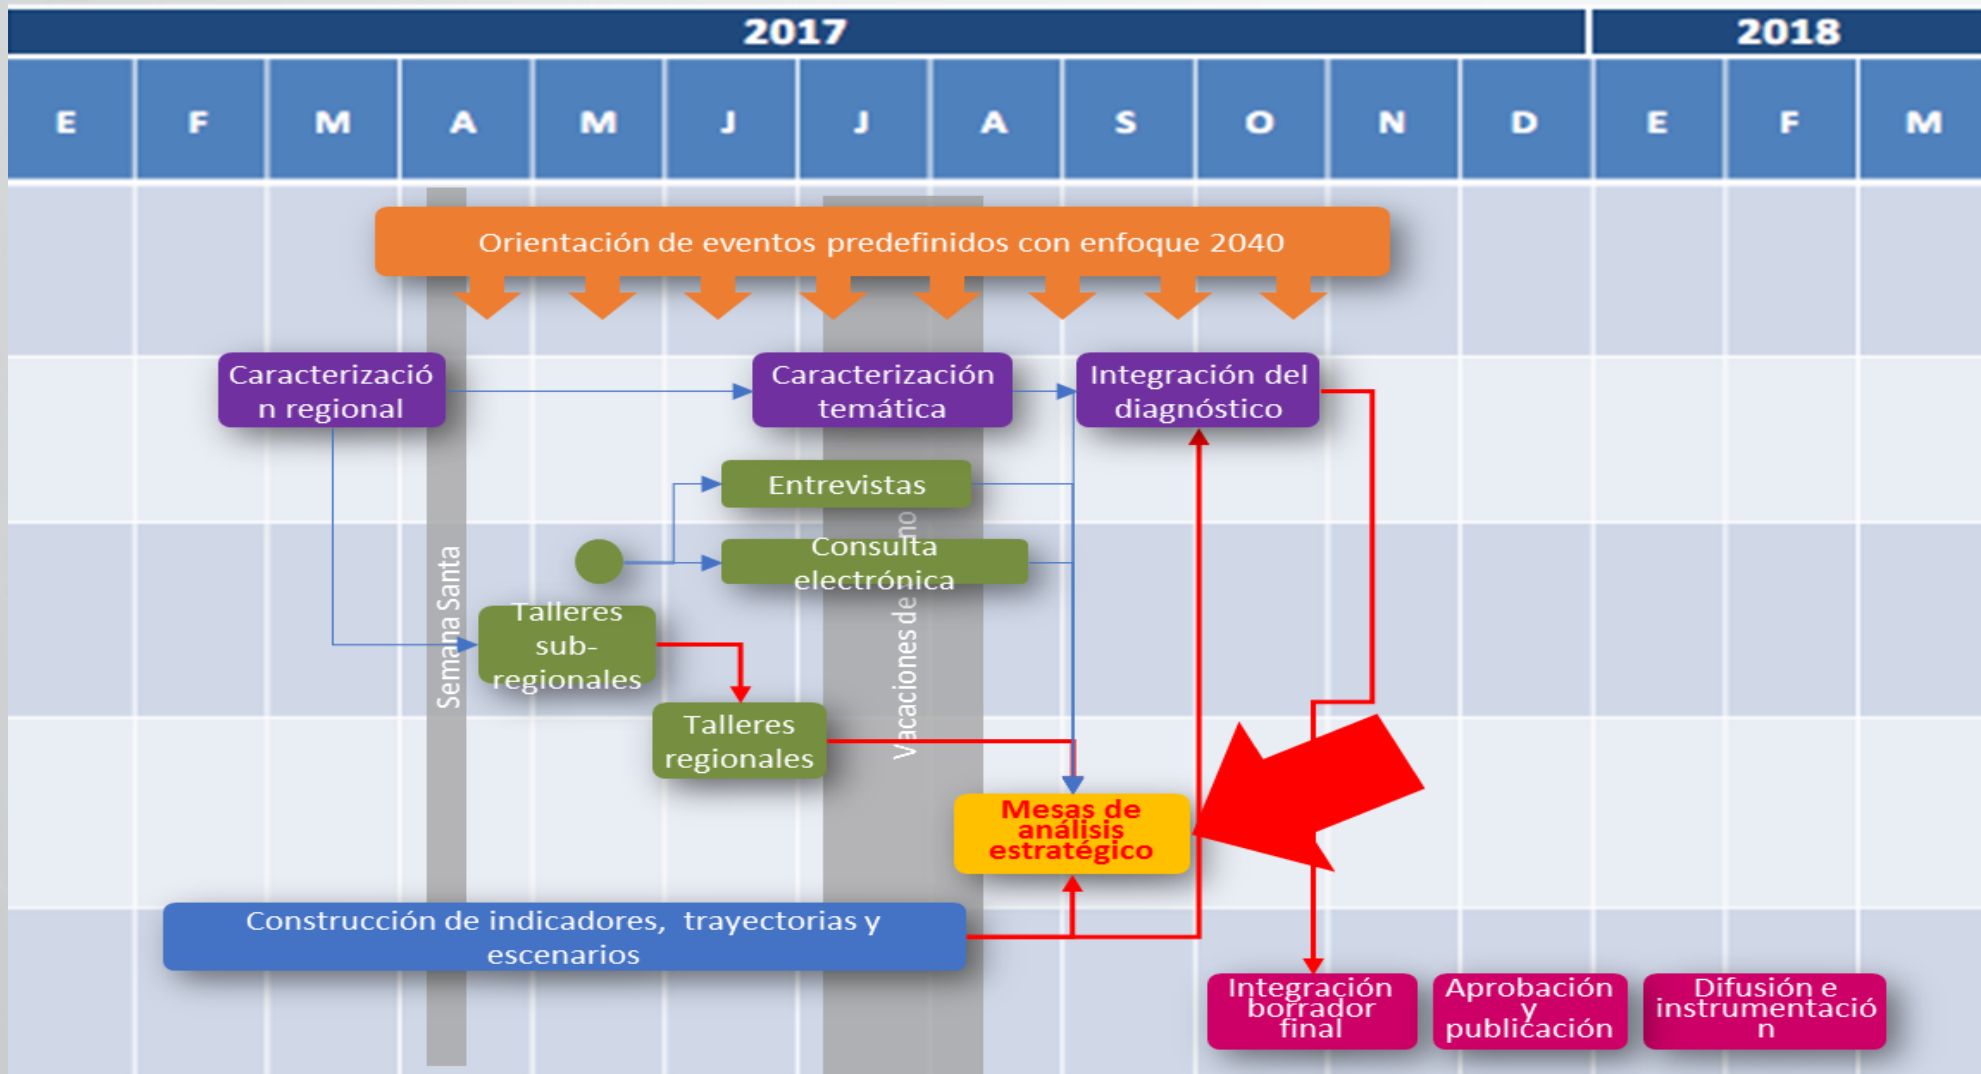 2017
2018
E F M A M J J A S O N D E F M
Orientación de eventos predefinidos con enfoque 2040
Caracterizació
n regional
Caracterización
temática
Integración del
diagnóstico
Entrevistas
Consulta
electrónica
Semana Santa
Vacaciones de
no
Talleres
sub-
regionales
Talleres
regionales
Mesas de
análisis
estratégico
Construcción de indicadores, trayectorias y
escenarios
Integración
borrador
final
Aprobación
y
publicación
Difusión e
instrumentació
n